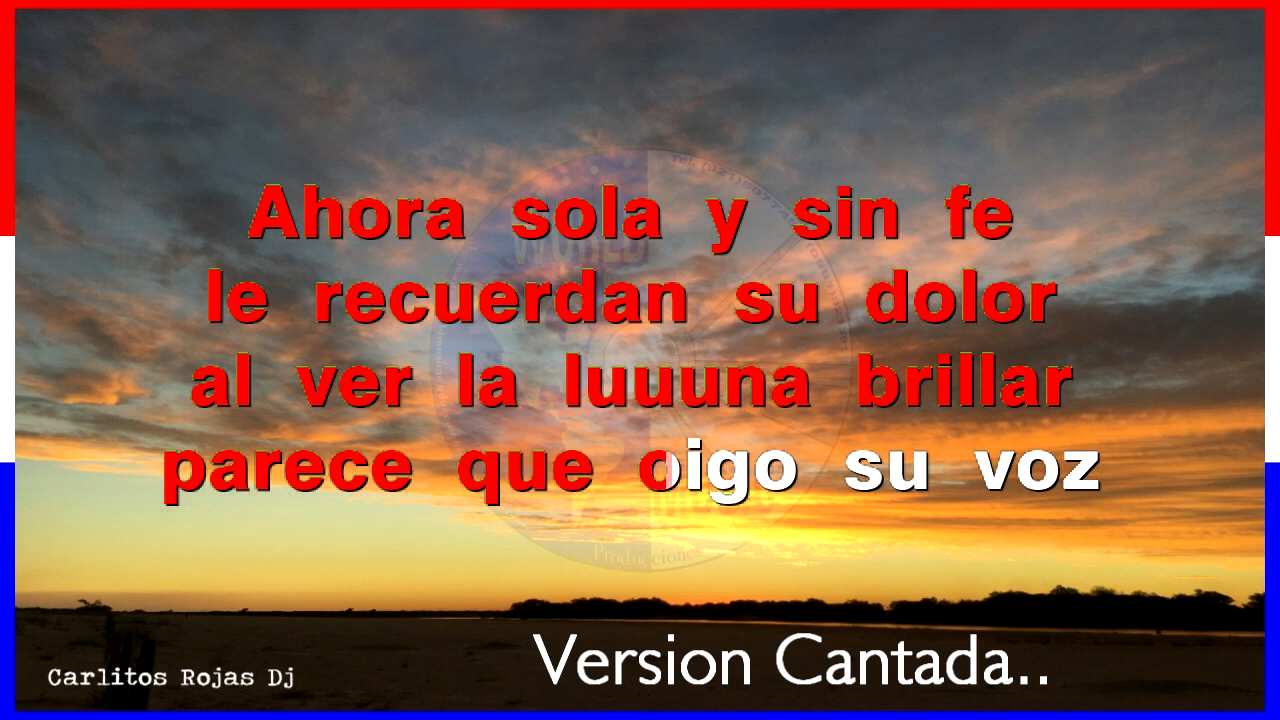 Ahora sola y sin fe
le recuerdan su dolor
al ver la luuuna brillar
parece que oigo su voz
Producciones
Version Cantada..
Carlitos Rojas Dj